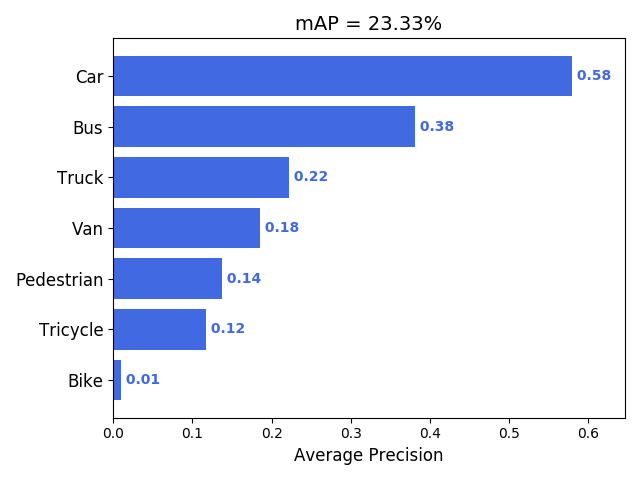 mAP = 23.33%
Car 0.58
Bus 0.38
Truck 0.22
Van 0.18
Pedestrian 0.14
Tricycle 0.12
Bike 0.01
0.0 0.1 0.2 0.3 0.4 0.5 0.6
Average Precision